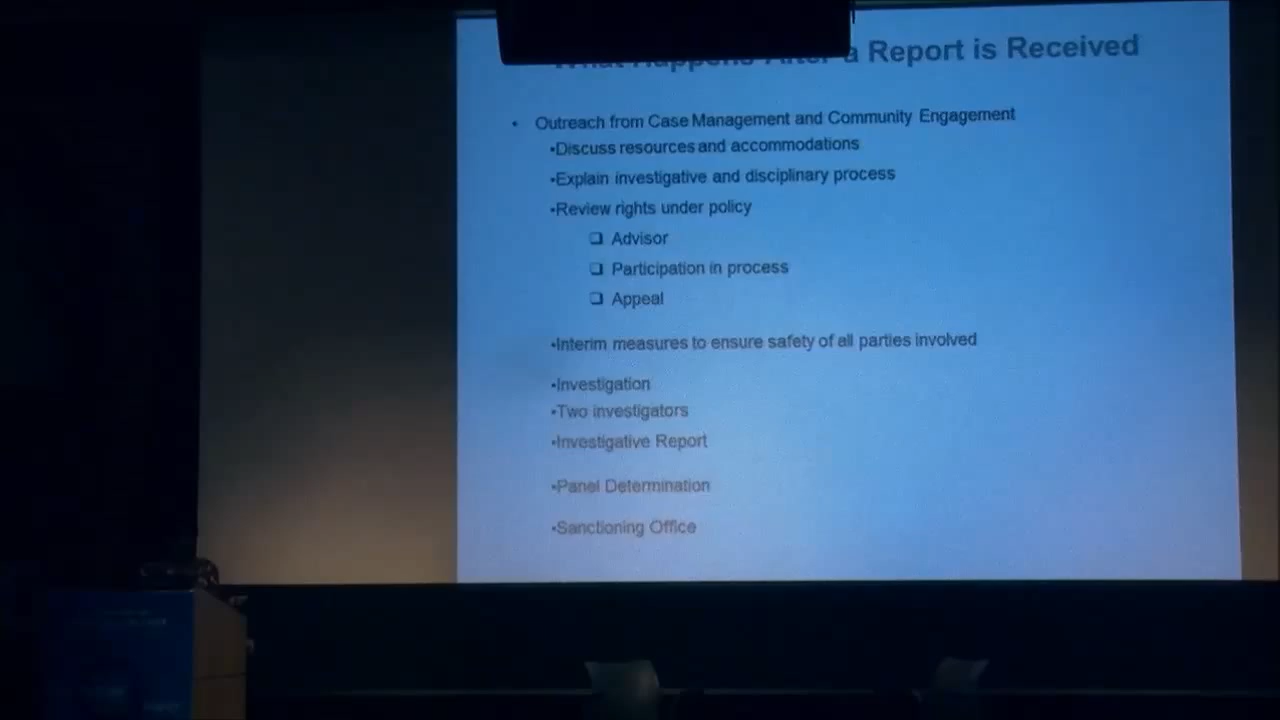 What Happens After a Report is Received
• Outreach from Case Management and Community Engagement
•Discuss resources and accommodations
•Explain investigative and disciplinary process
•Review rights under policy
❑ Advisor
❑ Participation in process
❑ Appeal
•Interim measures to ensure safety of all parties involved
•Investigation
•Two investigators
•Investigative Report
•Panel Determination
•Sanctioning Office